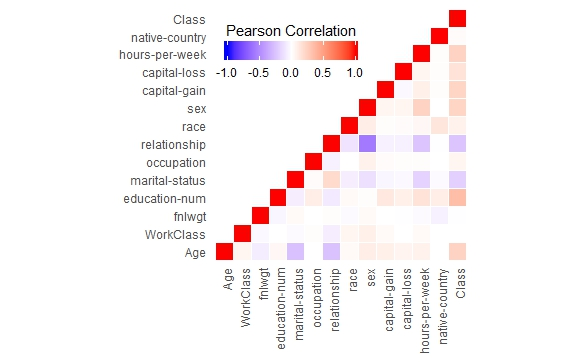 Pearson Correlation
-1.0 -0.5 0.0 0.5 1.0
Class
native-country
hours-per-week
capital-loss
capital-gain
sex
race
relationship
occupation
marital-status
education-num
fnlwgt
WorkClass
Age
Age
WorkClass
fnlwgt
education-num
marital-status
occupation
relationship
race
sex
capital-gain
capital-loss
hours-per-week
native-country
Class